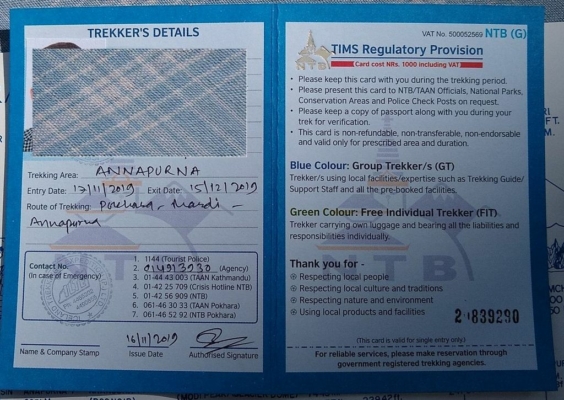 TREKKER'S DETAILS
Trekking Area: ANNAPURNA
Entry Date: 17/11/2019 Exit Date: 15/12/2019
Route of Trekking: Pokhara - Mardi -
Annapurna
Contact No.
(In case of Emergency)
1. 1144 (Tourist Police)
2. (Agency)
3. 01-44 43 003 (TAAN Kathmandu)
4. 01-42 25 709 (Crisis Hotline NTB)
5. 01-42 56 909 (NTB)
6. 061-46 30 33 (TAAN Pokhara)
7. 061-46 52 92 (NTB Pokhara)
16/11/2019
Name & Company Stamp Issue Date Authorised Signature
VAT No. 500052569 NTB (G)
TIMS Regulatory Provision
Card cost NRs. 1000 including VAT
• Please keep this card with you during the trekking period.
• Please present this card to NTB/TAAN Officials, National Parks,
Conservation Areas and Police Check Posts on request.
• Please keep a copy of passport along with you during your
trek for verification.
• This card is non-refundable, non-transferable, non-endorsable
and valid only for prescribed area and duration.
Blue Colour: Group Trekker/s (GT)
Trekker/s using local facilities/expertise such as Trekking Guide/
Support Staff and all the pre-booked facilities.
Green Colour: Free Individual Trekker (FIT)
Trekker carrying own luggage and bearing all the liabilities and
responsibilities individually.
Thank you for -
Respecting local people
Respecting local culture and traditions
Respecting nature and environment
Using local products and facilities
(This card is valid for single entry only.)
For reliable services, please make reservation through
government registered trekking agencies.
NTB